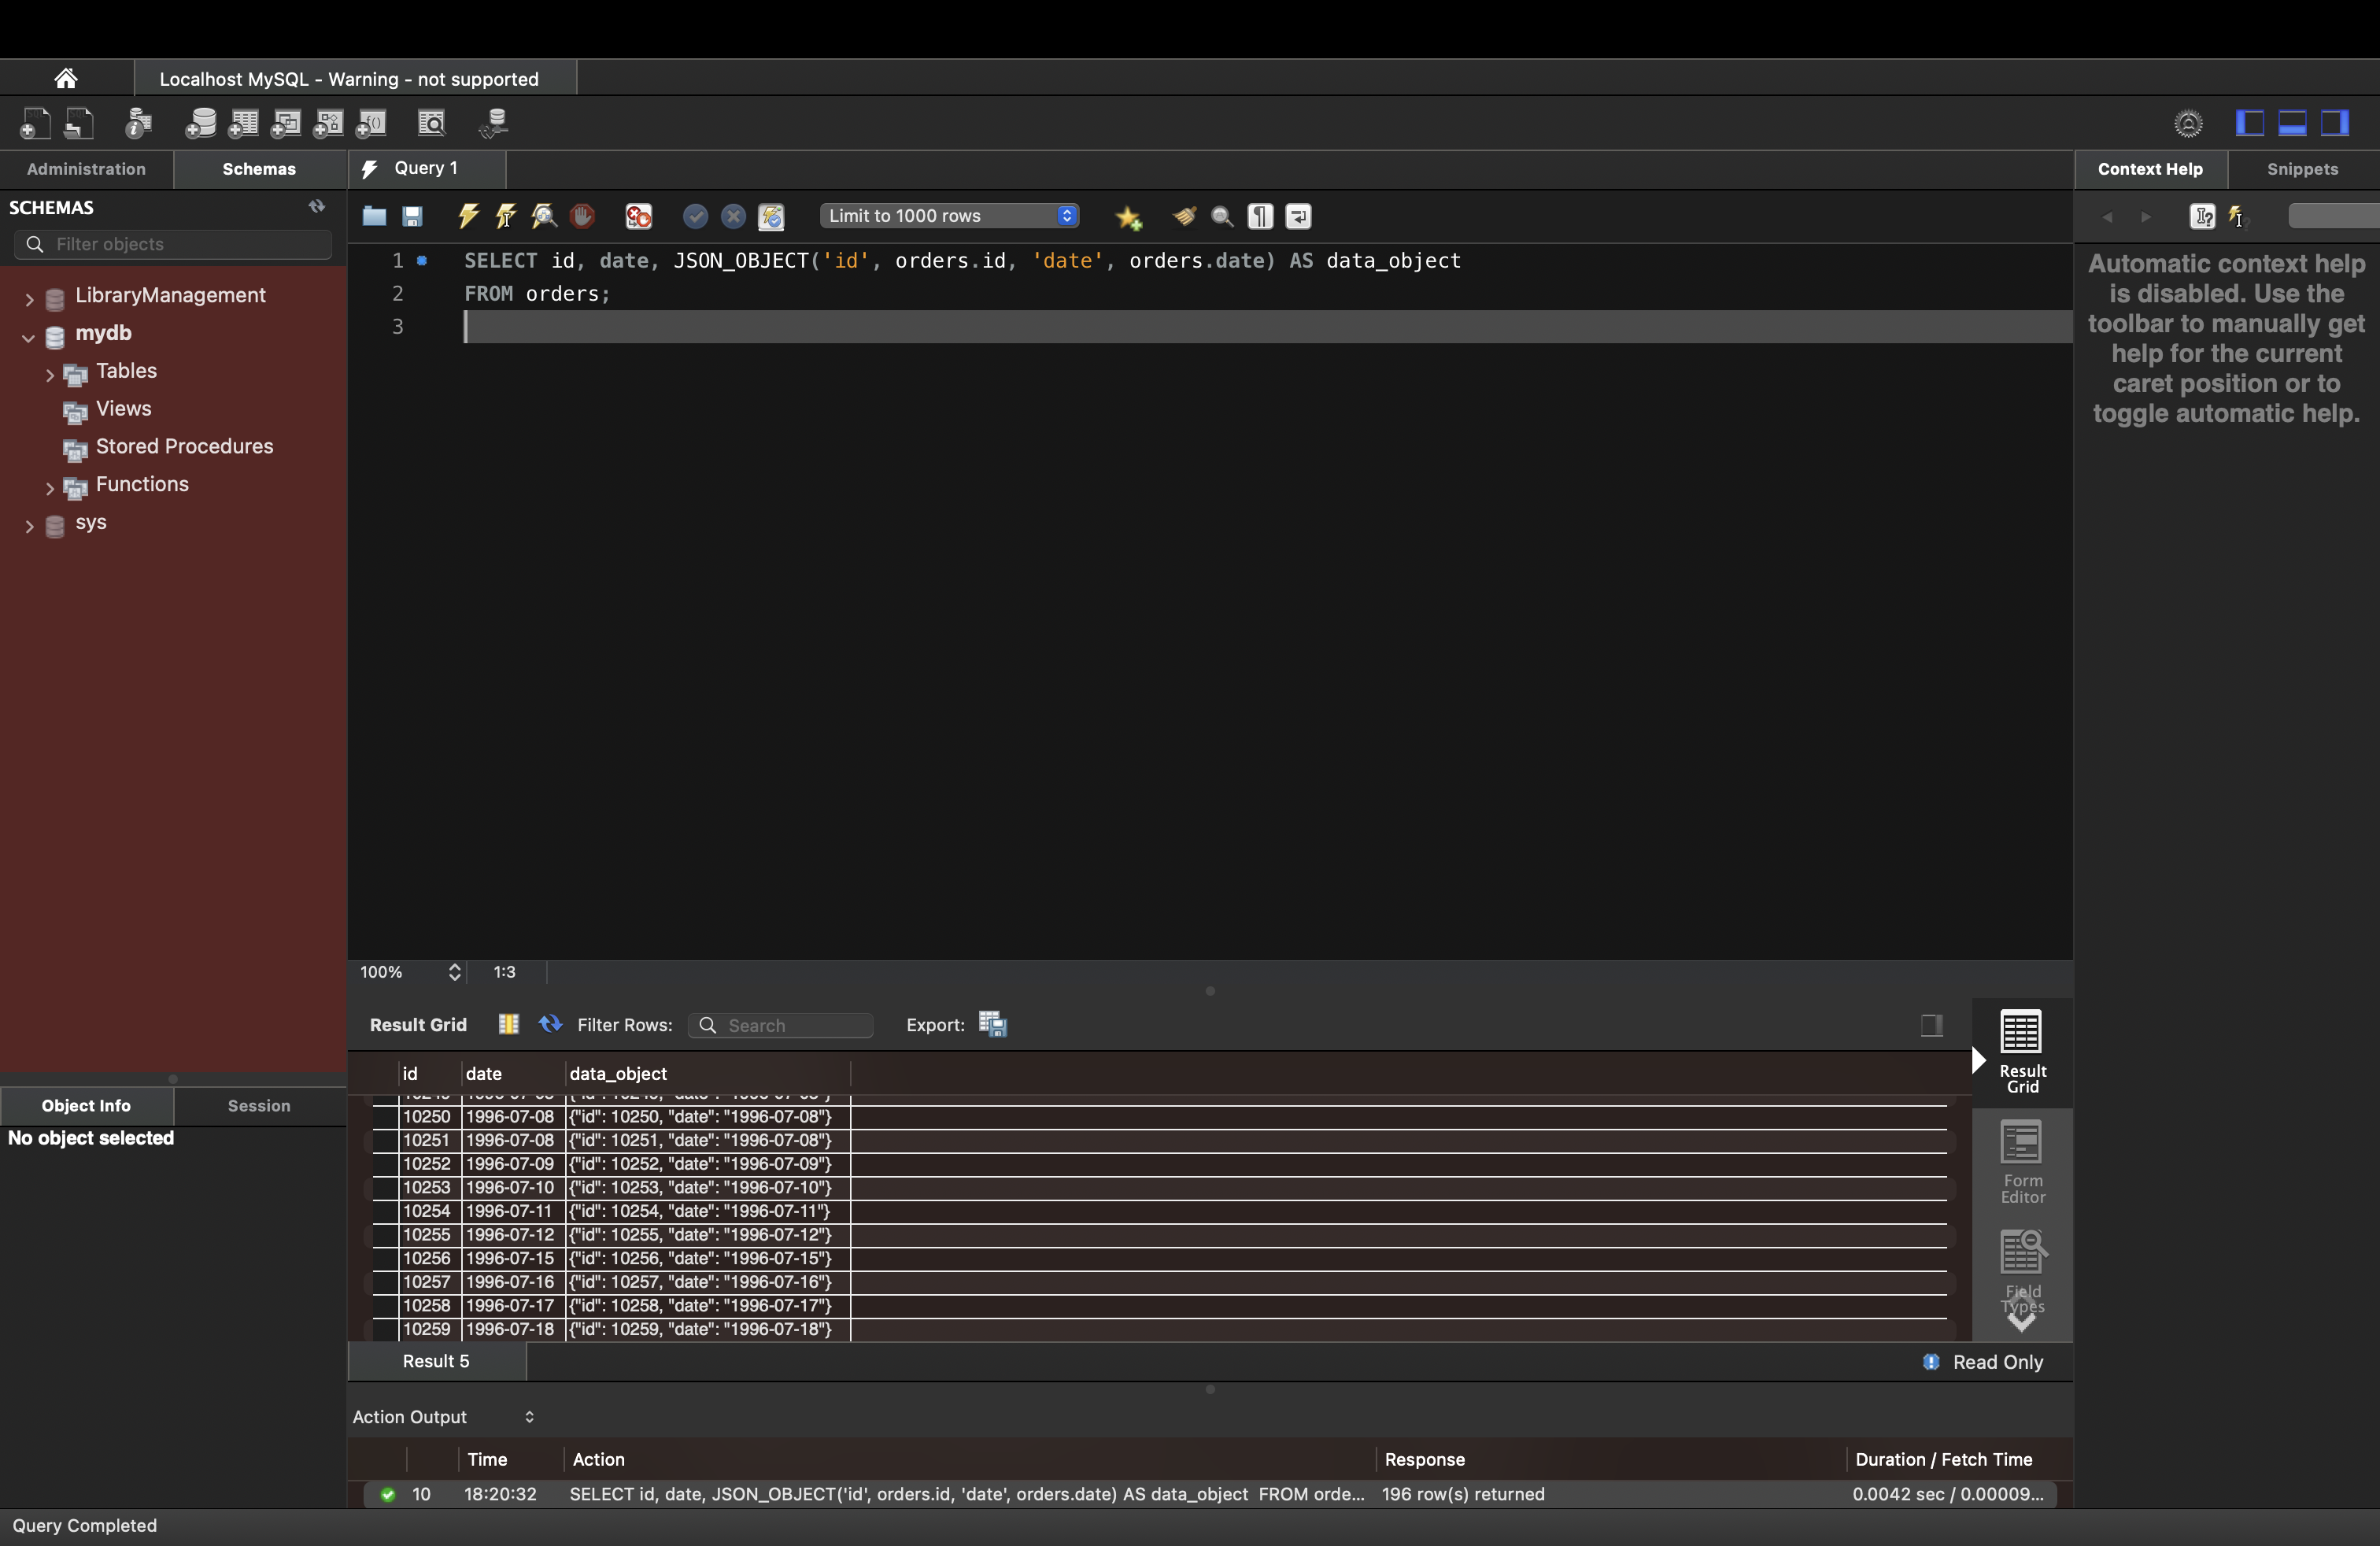 Localhost MySQL - Warning - not supported
Administration
Schemas
Query 1
Context Help
Snippets
SCHEMAS
Filter objects
Limit to 1000 rows
LibraryManagement
mydb
Tables
Views
Stored Procedures
Functions
sys
1 SELECT id, date, JSON_OBJECT('id', orders.id, 'date', orders.date) AS data_object
2 FROM orders;
3
Automatic context help
is disabled. Use the
toolbar to manually get
help for the current
caret position or to
toggle automatic help.
100% 1:3
Result Grid Filter Rows: Search Export:
id date data_object
10250 1996-07-08 {"id": 10250, "date": "1996-07-08"}
10251 1996-07-08 {"id": 10251, "date": "1996-07-08"}
10252 1996-07-09 {"id": 10252, "date": "1996-07-09"}
10253 1996-07-10 {"id": 10253, "date": "1996-07-10"}
10254 1996-07-11 {"id": 10254, "date": "1996-07-11"}
10255 1996-07-12 {"id": 10255, "date": "1996-07-12"}
10256 1996-07-15 {"id": 10256, "date": "1996-07-15"}
10257 1996-07-16 {"id": 10257, "date": "1996-07-16"}
10258 1996-07-17 {"id": 10258, "date": "1996-07-17"}
10259 1996-07-18 {"id": 10259, "date": "1996-07-18"}
Result
Grid
Form
Editor
Field
Types
Object Info
Session
No object selected
Result 5
Read Only
Action Output
Time Action Response Duration / Fetch Time
10 18:20:32 SELECT id, date, JSON_OBJECT('id', orders.id, 'date', orders.date) AS data_object FROM orde... 196 row(s) returned 0.0042 sec / 0.00009...
Query Completed